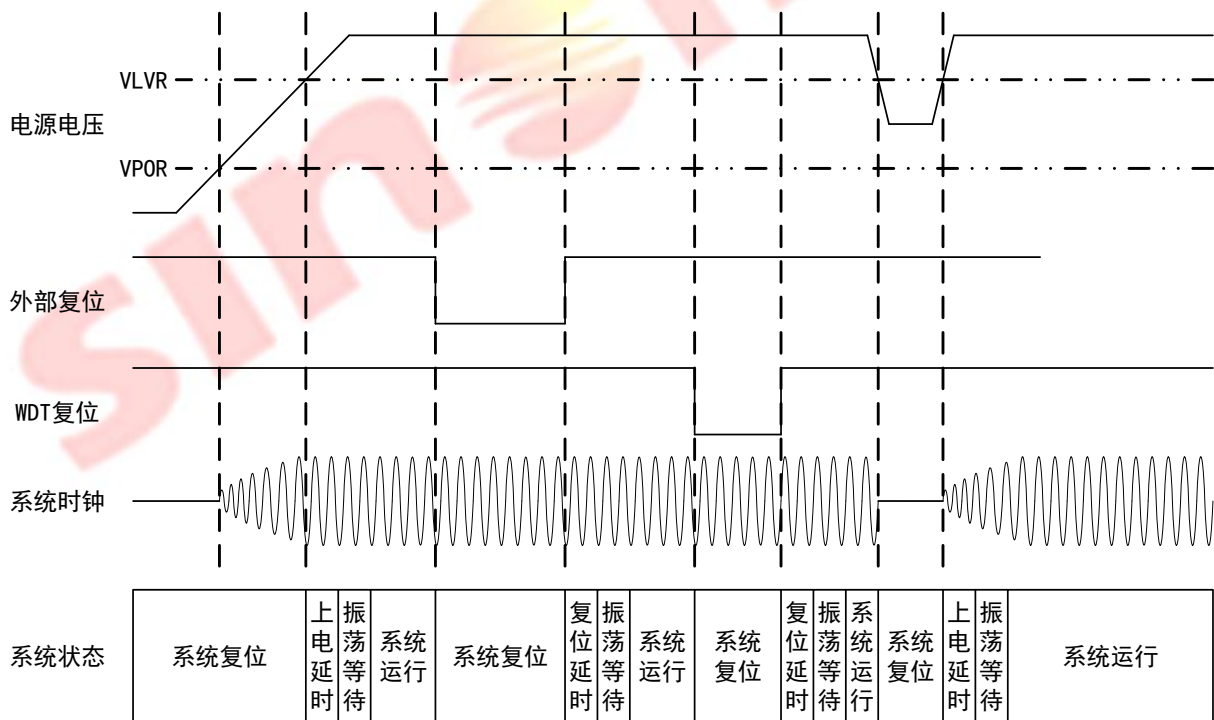 VLVR
电源电压
VPOR
外部复位
WDT复位
系统时钟
系统状态
系统复位
上电延时
振荡等待
系统运行
系统复位
复位延时
振荡等待
系统运行
系统复位
复位延时
振荡等待
系统运行
系统复位
上电延时
振荡等待
系统运行
sin